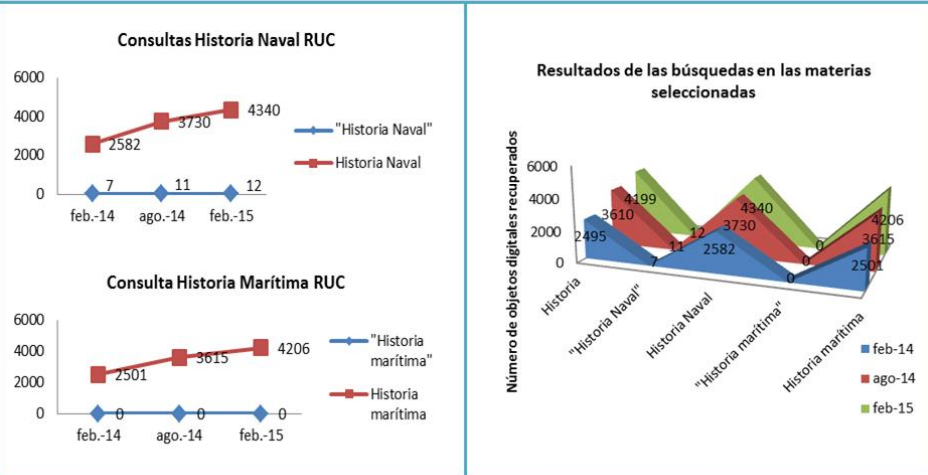 Consultas Historia Naval RUC
6000
4000
2000
0
2582
3730
4340
7
11
12
feb.-14
ago.-14
feb.-15
"Historia Naval"
Historia Naval
Consulta Historia Marítima RUC
6000
4000
2000
0
2501
3615
4206
0
0
0
feb.-14
ago.-14
feb.-15
"Historia
marítima"
Historia
marítima
Resultados de las búsquedas en las materias
seleccionadas
Número de objetos digitales recuperados
6000
4000
2000
0
4199
12
4340
0
4206
3610
11
3730
0
3615
2495
7
2582
0
2501
Historia
"Historia Naval"
Historia Naval
"Historia marítima"
Historia marítima
feb-14
ago-14
feb-15